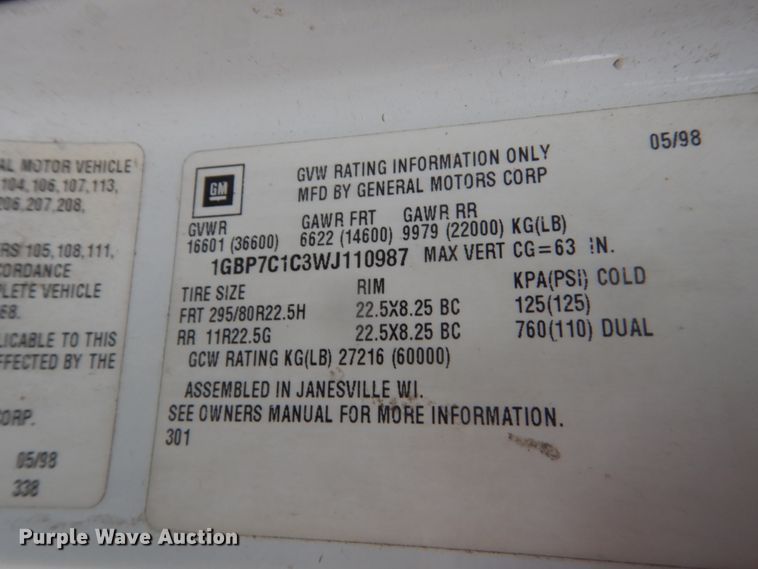 AL MOTOR VEHICLE
104,106,107,113,
206,207,208,
RS 105,108,111,
CORDANCE
PLETE VEHICLE
68.
LICABLE TO THIS
FFECTED BY THE
CORP.
05/98
338
05/98
GM
GVW RATING INFORMATION ONLY
MFD BY GENERAL MOTORS CORP
GVWR GAWR FRT GAWR RR
16601 (36600) 6622 (14600) 9979 (22000) KG(LB)
1GBP7C1C3WJ110987 MAX VERT CG=63 IN.
TIRE SIZE RIM KPA(PSI) COLD
FRT 295/80R22.5H 22.5X8.25 BC 125(125)
RR 11R22.5G 22.5X8.25 BC 760(110) DUAL
GCW RATING KG(LB) 27216 (60000)
ASSEMBLED IN JANESVILLE WI.
SEE OWNERS MANUAL FOR MORE INFORMATION.
301
Purple Wave Auction